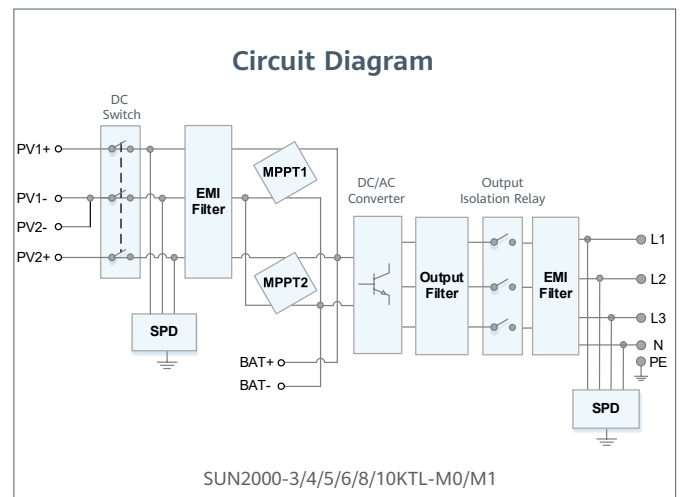 Circuit Diagram
DC
Switch
PV1+
PV1-
PV2-
PV2+
EMI
Filter
MPPT1
MPPT2
SPD
BAT+
BAT-
DC/AC
Converter
Output
Filter
Output
Isolation Relay
EMI
Filter
L1
L2
L3
N
PE
SPD
SUN2000-3/4/5/6/8/10KTL-M0/M1